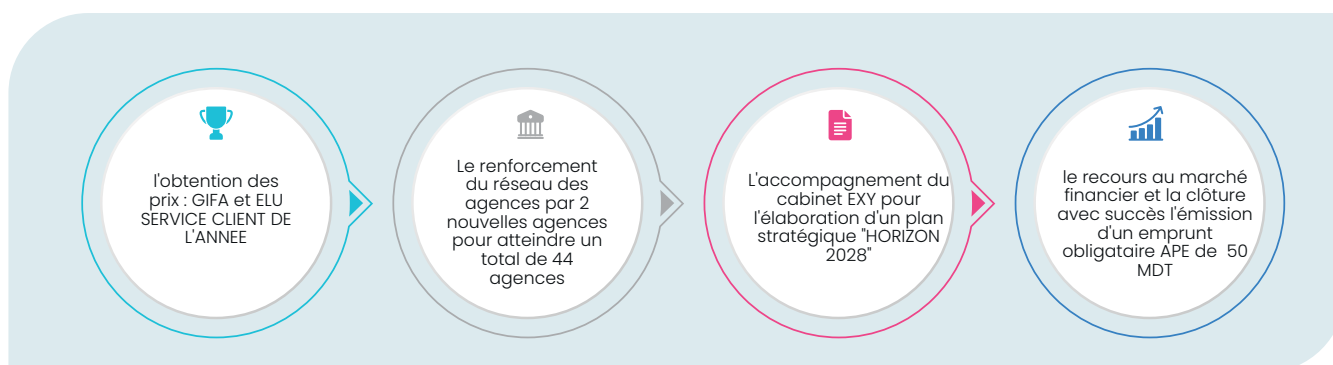 l'obtention des
prix : GIFA et ELU
SERVICE CLIENT DE
L'ANNEE
Le renforcement
du réseau des
agences par 2
nouvelles agences
pour atteindre un
total de 44
agences
L'accompagnement du
cabinet EXY pour
l'élaboration d'un plan
stratégique "HORIZON
2028"
le recours au marché
financier et la clôture
avec succès l'émission
d'un emprunt
obligataire APE de 50
MDT